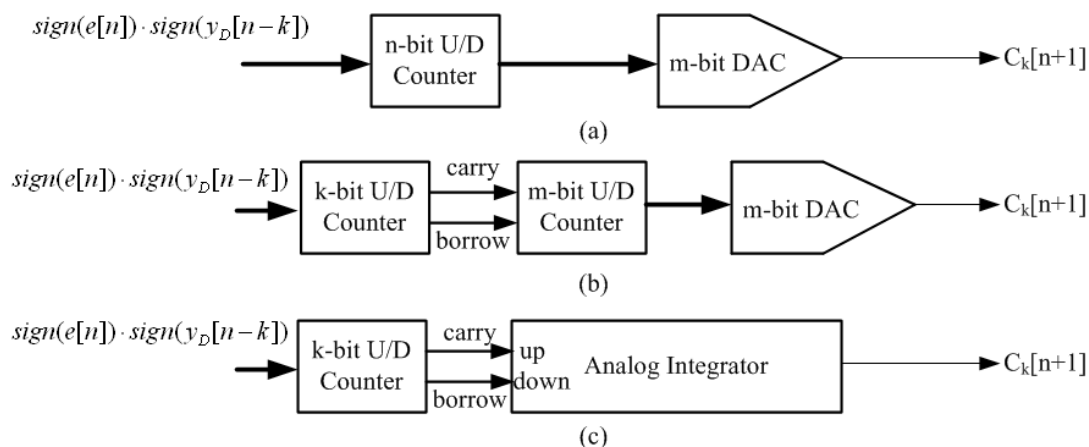 sign(e[n])·sign(y_D[n−k])
n-bit U/D
Counter
m-bit DAC
C_k[n+1]
(a)
sign(e[n])·sign(y_D[n−k])
k-bit U/D
Counter
carry
borrow
m-bit U/D
Counter
m-bit DAC
C_k[n+1]
(b)
sign(e[n])·sign(y_D[n−k])
k-bit U/D
Counter
carry
borrow
up
down
Analog Integrator
C_k[n+1]
(c)